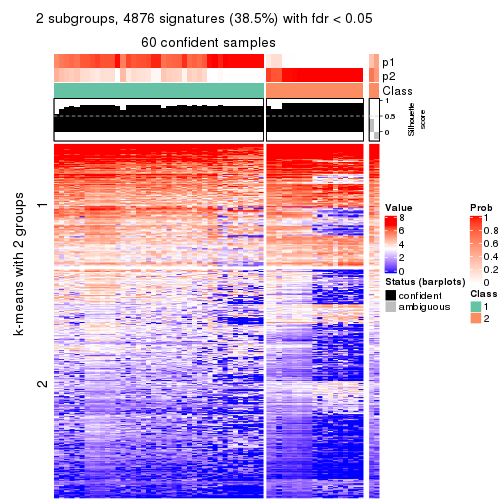 2 subgroups, 4876 signatures (38.5%) with fdr < 0.05
60 confident samples
p1
p2
Class
1
0.5
0
Silhouette
score
k-means with 2 groups
1
2
Value
8
6
4
2
0
Status (barplots)
confident
ambiguous
Prob
1
0.8
0.6
0.4
0.2
0
Class
1
2